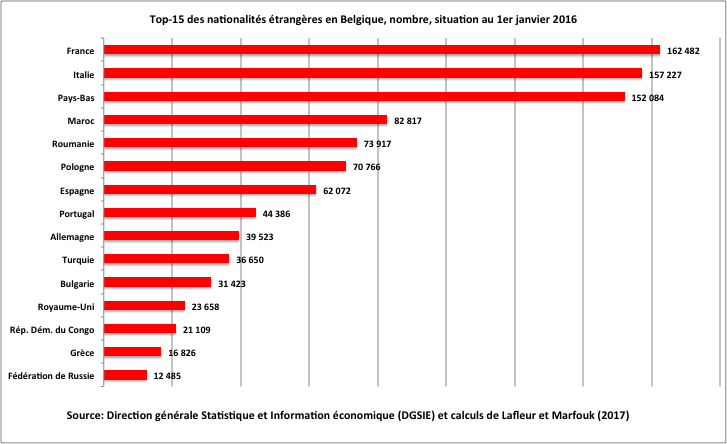 Top-15 des nationalités étrangères en Belgique, nombre, situation au 1er janvier 2016
France 162 482
Italie 157 227
Pays-Bas 152 084
Maroc 82 817
Roumanie 73 917
Pologne 70 766
Espagne 62 072
Portugal 44 386
Allemagne 39 523
Turquie 36 650
Bulgarie 31 423
Royaume-Uni 23 658
Rép. Dém. du Congo 21 109
Grèce 16 826
Fédération de Russie 12 485
Source: Direction générale Statistique et Information économique (DGSIE) et calculs de Lafleur et Marfouk (2017)